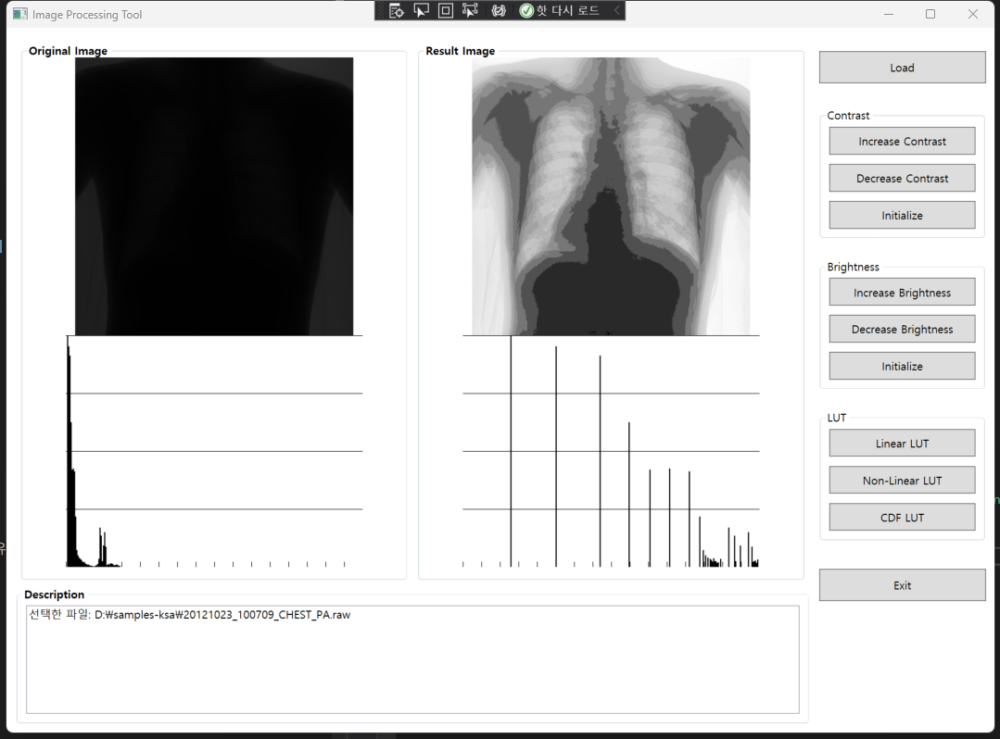 Image Processing Tool
핫 다시 로드
Original Image
Result Image
Load
Contrast
Increase Contrast
Decrease Contrast
Initialize
Brightness
Increase Brightness
Decrease Brightness
Initialize
LUT
Linear LUT
Non-Linear LUT
CDF LUT
Exit
Description
선택한 파일: D:₩samples-ksa₩20121023_100709_CHEST_PA.raw